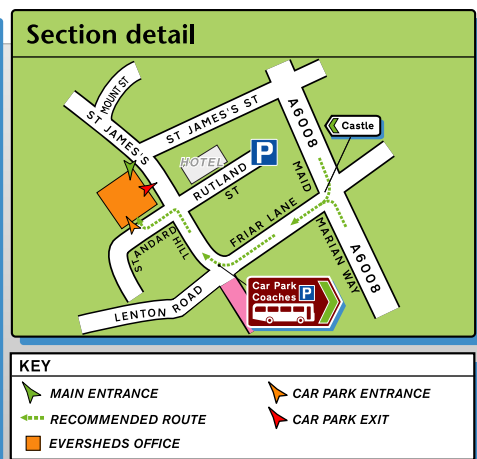 Section detail
MOUNT ST
ST JAMES'S
ST JAMES'S ST
A6008
Castle
HOTEL
P
RUTLAND
ST
MAID
MARIAN WAY
A6008
FRIAR LANE
STANDARD
HILL
LENTON ROAD
Car Park
Coaches P
KEY
MAIN ENTRANCE
CAR PARK ENTRANCE
RECOMMENDED ROUTE
CAR PARK EXIT
EVERSHEDS OFFICE